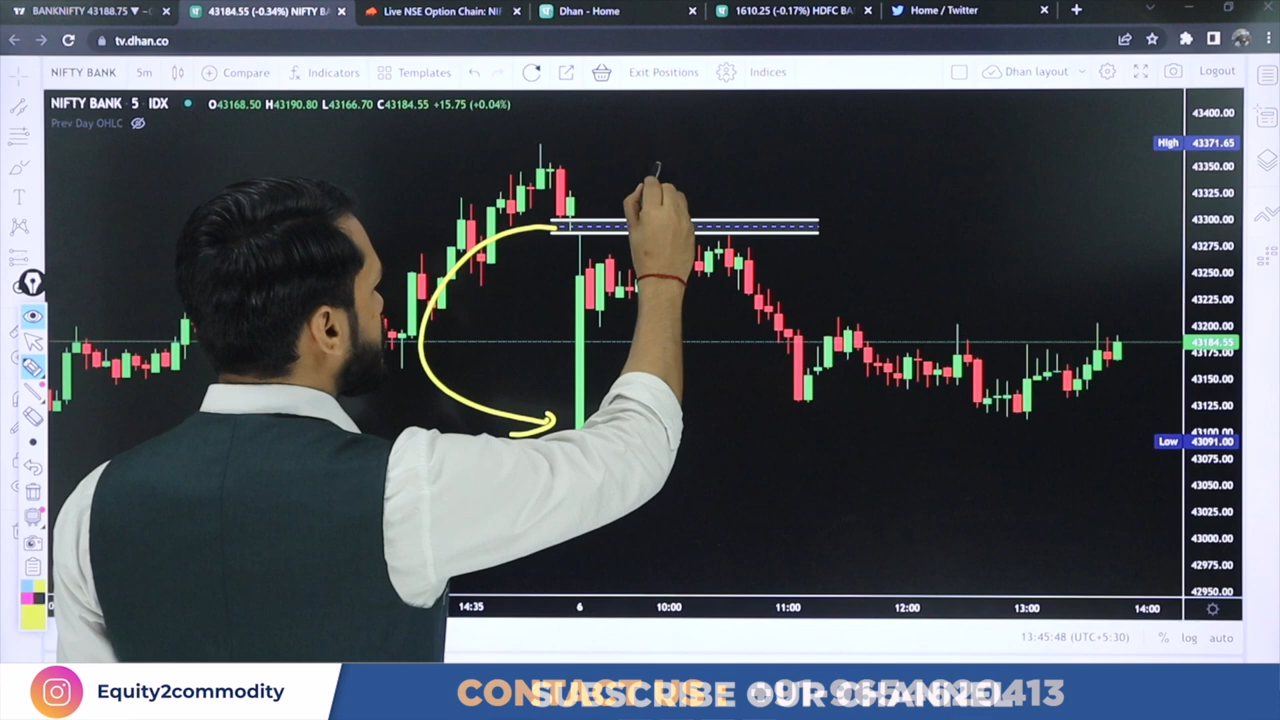 BANKNIFTY 43188.75 ▼ −
43184.55 (-0.34%) NIFTY B
Live NSE Option Chain: NI
Dhan - Home
1610.25 (-0.17%) HDFC BA
Home / Twitter
tv.dhan.co
NIFTY BANK
5m
Compare
Indicators
Templates
Exit Positions
Indices
Dhan layout
Logout
NIFTY BANK · 5 · IDX
O43168.50 H43190.80 L43166.70 C43184.55 +15.75 (+0.04%)
Prev Day OHLC
43400.00
High 43371.65
43350.00
43325.00
43300.00
43275.00
43250.00
43225.00
43200.00
43184.55
43175.00
43150.00
43125.00
43100.00
Low 43091.00
43075.00
43050.00
43025.00
43000.00
42975.00
42950.00
14:35
6
10:00
11:00
12:00
13:00
14:00
13:45:48 (UTC+5:30)
%
log
auto
Equity2commodity
CONTACT US :
SUBSCRIBE OUR CHANNEL